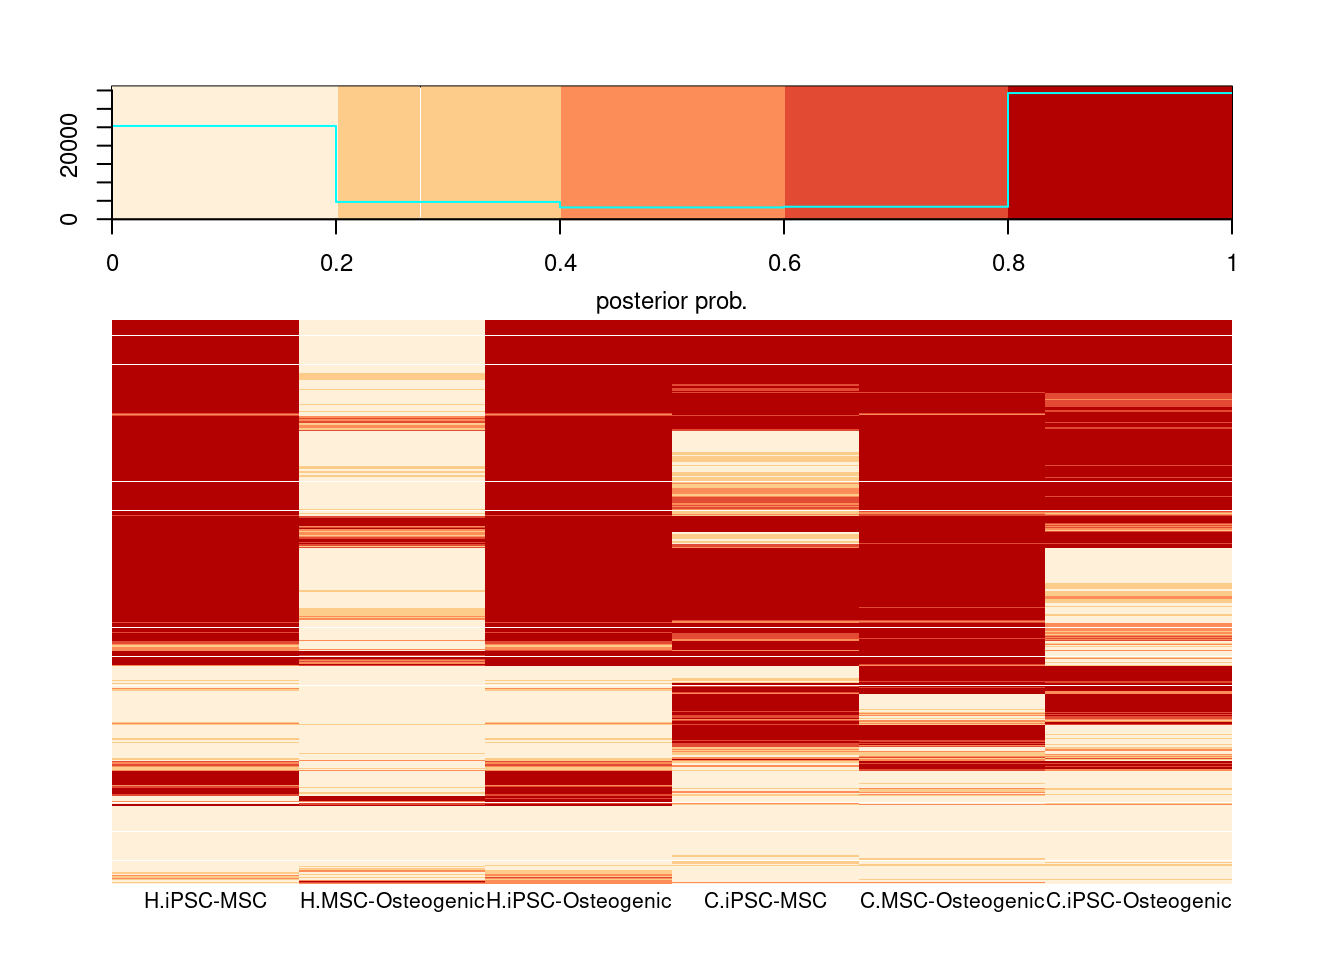 20000
0
0 0.2 0.4 0.6 0.8 1
posterior prob.
H.iPSC-MSC H.MSC-Osteogenic H.iPSC-Osteogenic C.iPSC-MSC C.MSC-Osteogenic C.iPSC-Osteogenic